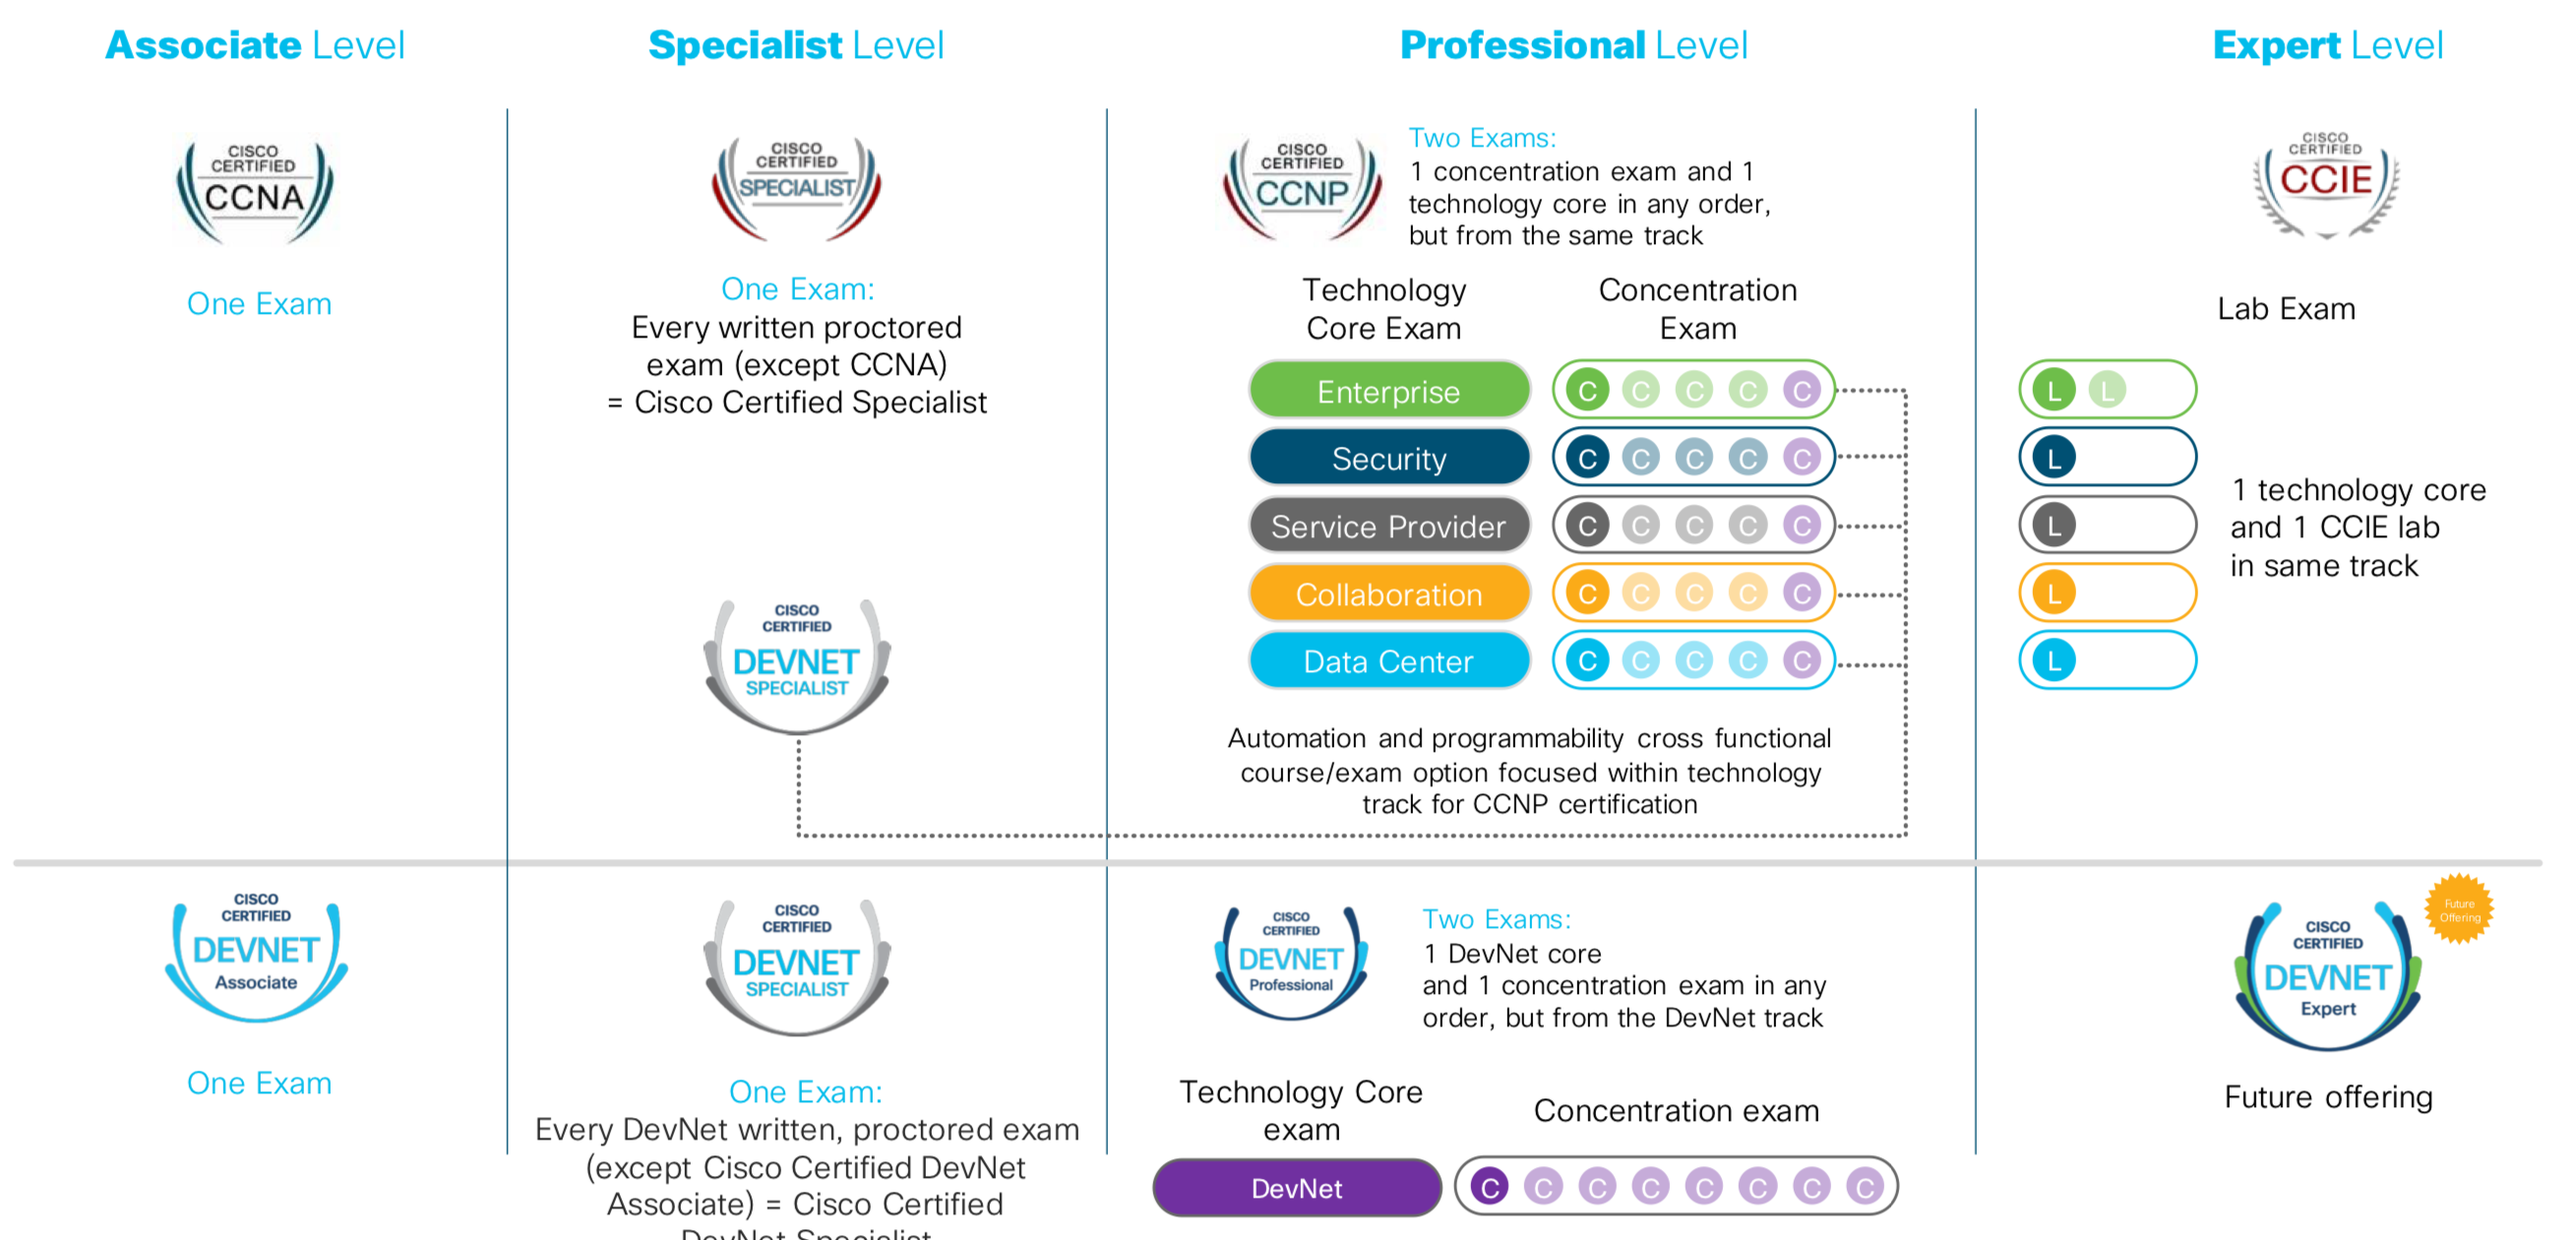 Associate Level
Specialist Level
Professional Level
Expert Level
CISCO
CERTIFIED
CCNA
One Exam
CISCO
CERTIFIED
SPECIALIST
One Exam:
Every written proctored
exam (except CCNA)
= Cisco Certified Specialist
CISCO
CERTIFIED
DEVNET
SPECIALIST
CISCO
CERTIFIED
CCNP
Two Exams:
1 concentration exam and 1
technology core in any order,
but from the same track
Technology
Core Exam
Concentration
Exam
Enterprise
C C C C C
Security
C C C C C
Service Provider
C C C C C
Collaboration
C C C C C
Data Center
C C C C C
Automation and programmability cross functional
course/exam option focused within technology
track for CCNP certification
CISCO
CERTIFIED
CCIE
Lab Exam
L L
L
L
L
L
1 technology core
and 1 CCIE lab
in same track
CISCO
CERTIFIED
DEVNET
Associate
One Exam
CISCO
CERTIFIED
DEVNET
SPECIALIST
One Exam:
Every DevNet written, proctored exam
(except Cisco Certified DevNet
Associate) = Cisco Certified
DevNet Specialist
CISCO
CERTIFIED
DEVNET
Professional
Two Exams:
1 DevNet core
and 1 concentration exam in any
order, but from the DevNet track
Technology Core
exam
Concentration exam
DevNet
C C C C C C C C
Future
Offering
CISCO
CERTIFIED
DEVNET
Expert
Future offering